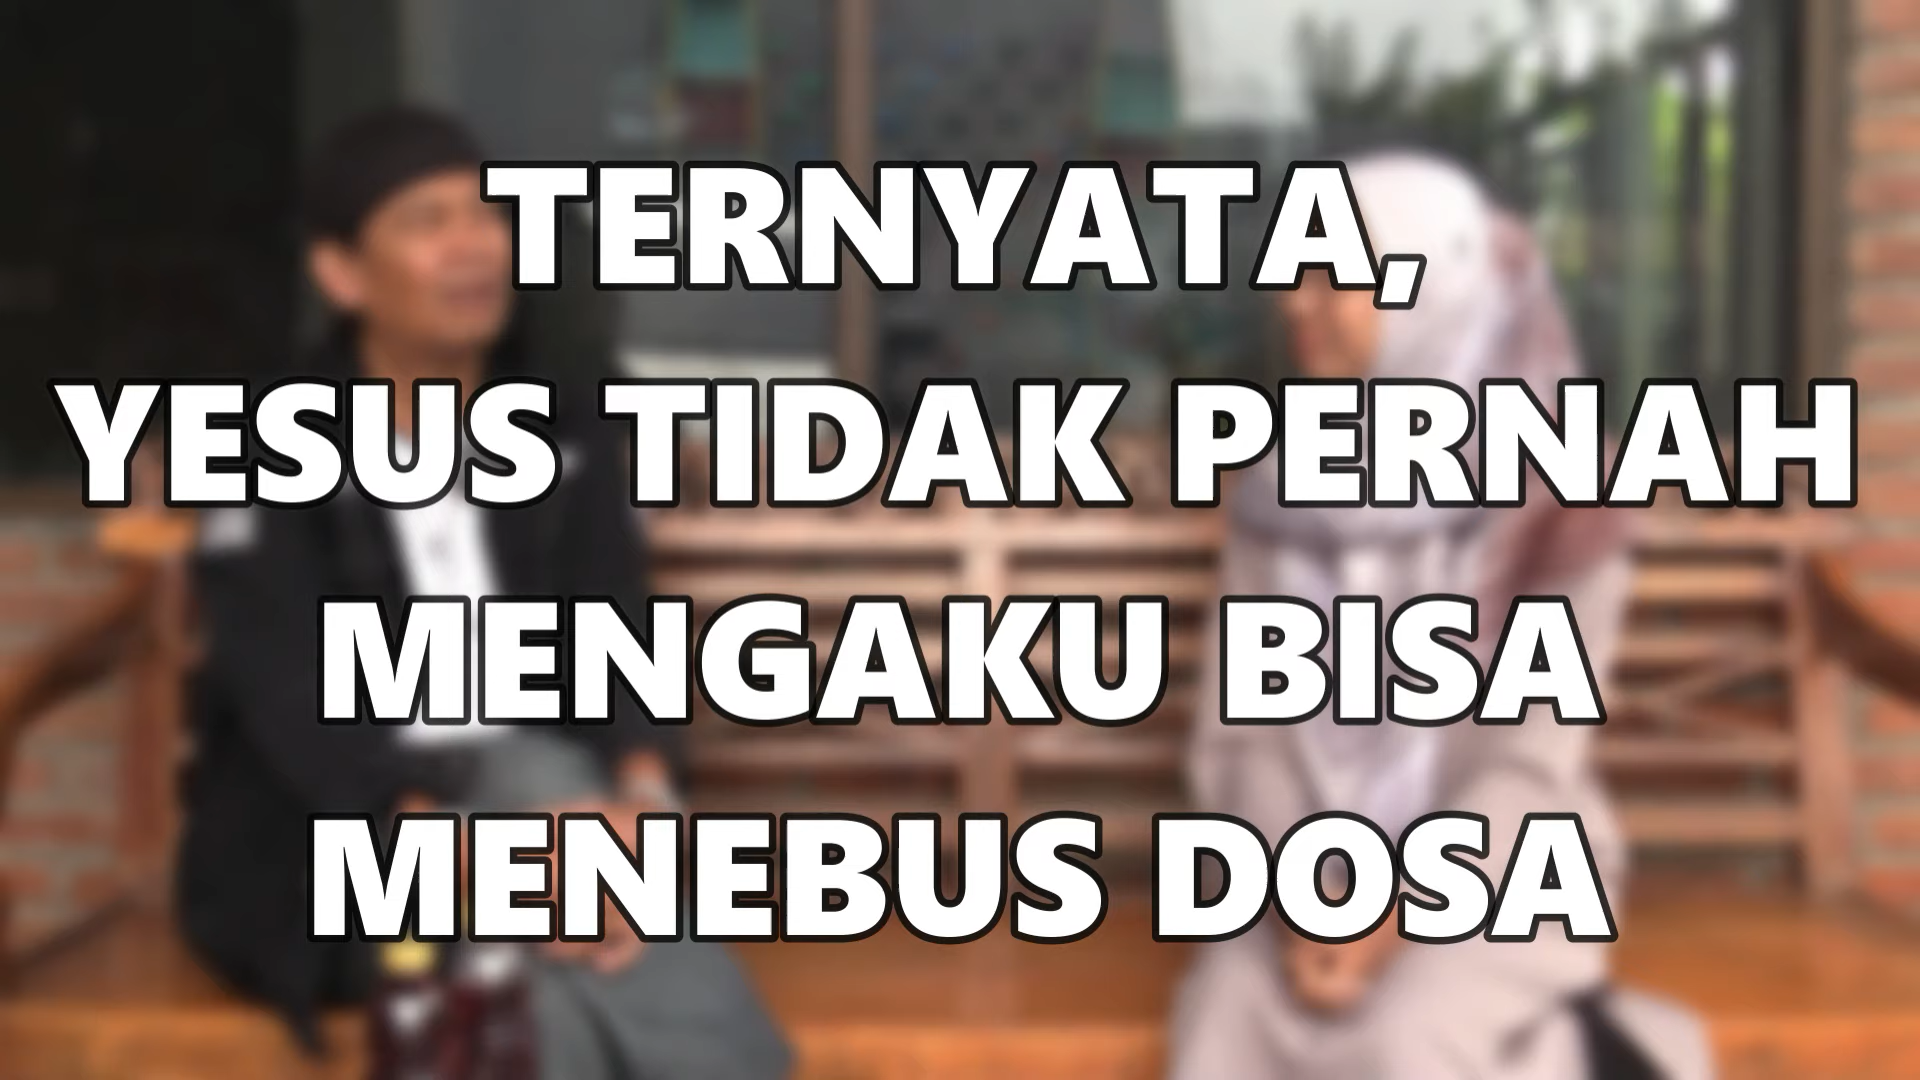 TERNYATA,
YESUS TIDAK PERNAH
MENGAKU BISA
MENEBUS DOSA